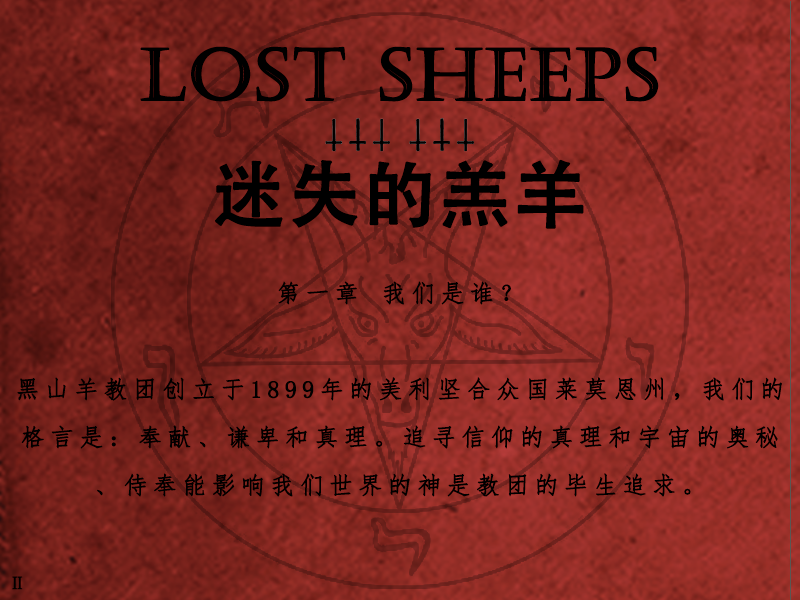 LOST SHEEPS
迷失的羔羊
第一章 我们是谁？
黑山羊教团创立于1899年的美利坚合众国莱莫恩州，我们的
格言是：奉献、谦卑和真理。追寻信仰的真理和宇宙的奥秘
、侍奉能影响我们世界的神是教团的毕生追求。
II